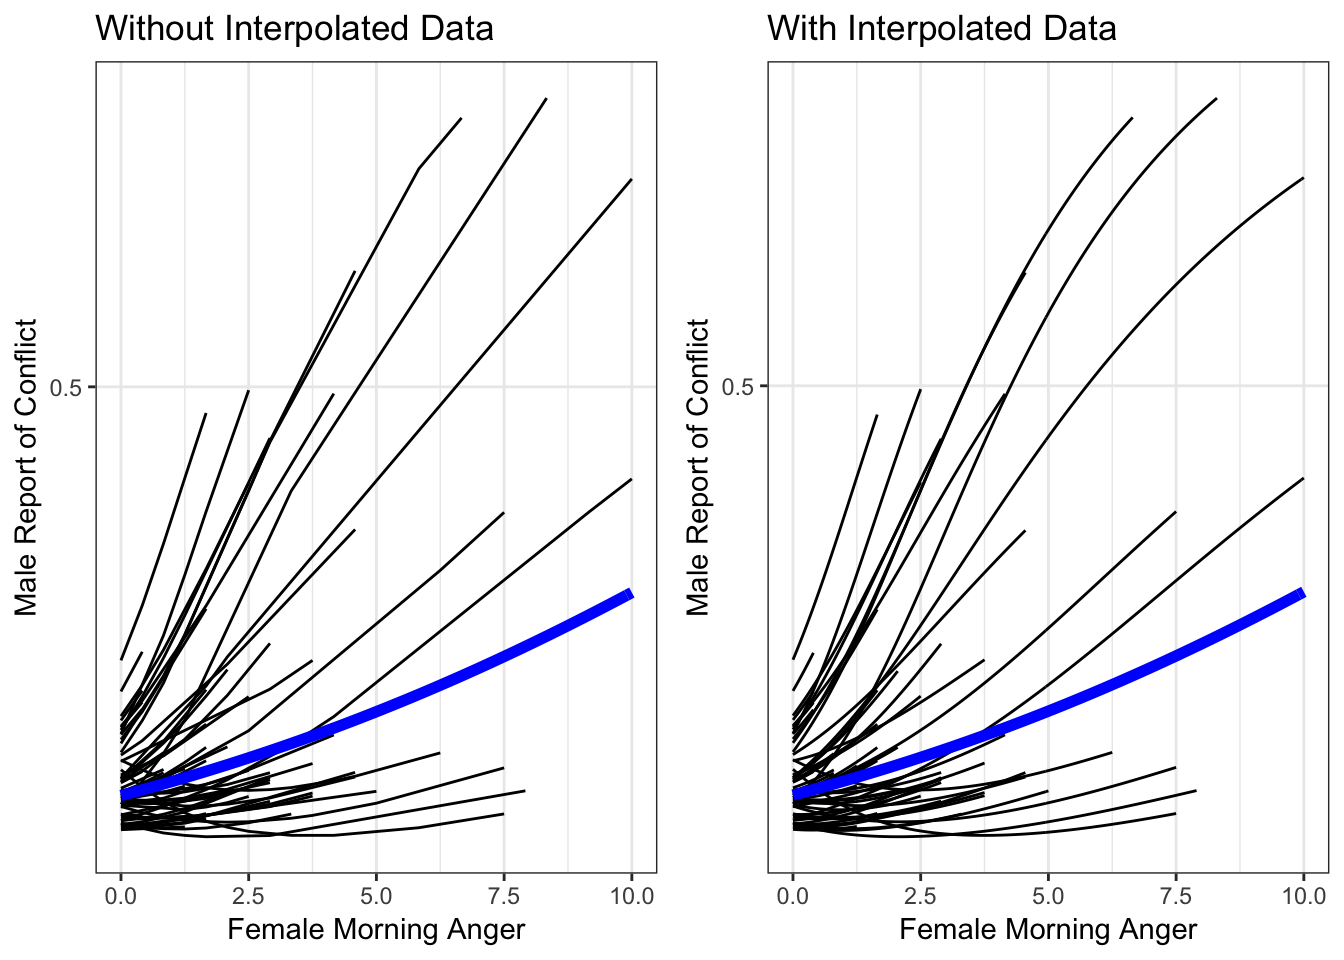 Without Interpolated Data
Male Report of Conflict
0.5
0.0 2.5 5.0 7.5 10.0
Female Morning Anger
With Interpolated Data
Male Report of Conflict
0.5
0.0 2.5 5.0 7.5 10.0
Female Morning Anger